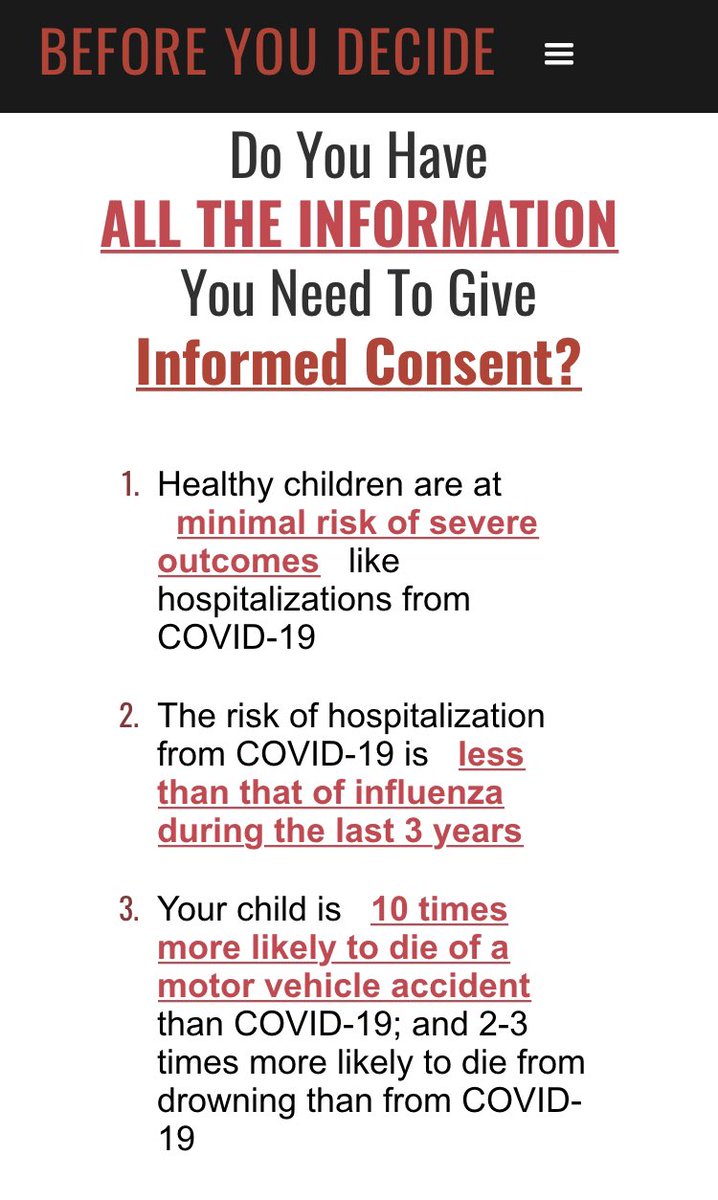 BEFORE YOU DECIDE
Do You Have
ALL THE INFORMATION
You Need To Give
Informed Consent?
1. Healthy children are at
minimal risk of severe
outcomes like
hospitalizations from
COVID-19
2. The risk of hospitalization
from COVID-19 is less
than that of influenza
during the last 3 years
3. Your child is 10 times
more likely to die of a
motor vehicle accident
than COVID-19; and 2-3
times more likely to die from
drowning than from COVID-
19